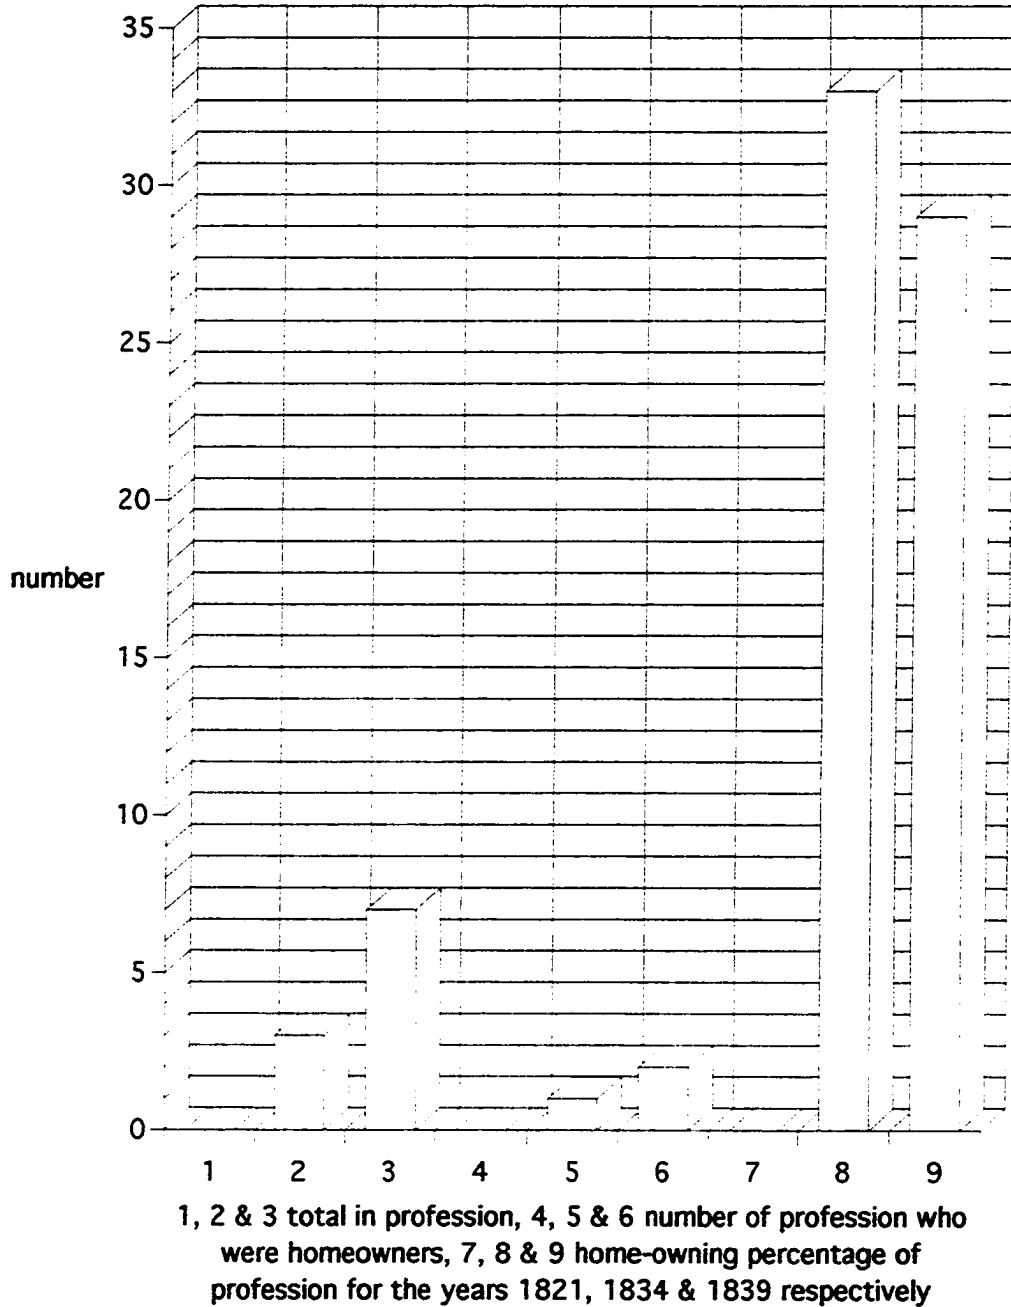 35
30
25
20
number
15
10
5
0
1 2 3 4 5 6 7 8 9
1, 2 & 3 total in profession, 4, 5 & 6 number of profession who
were homeowners, 7, 8 & 9 home-owning percentage of
profession for the years 1821, 1834 & 1839 respectively